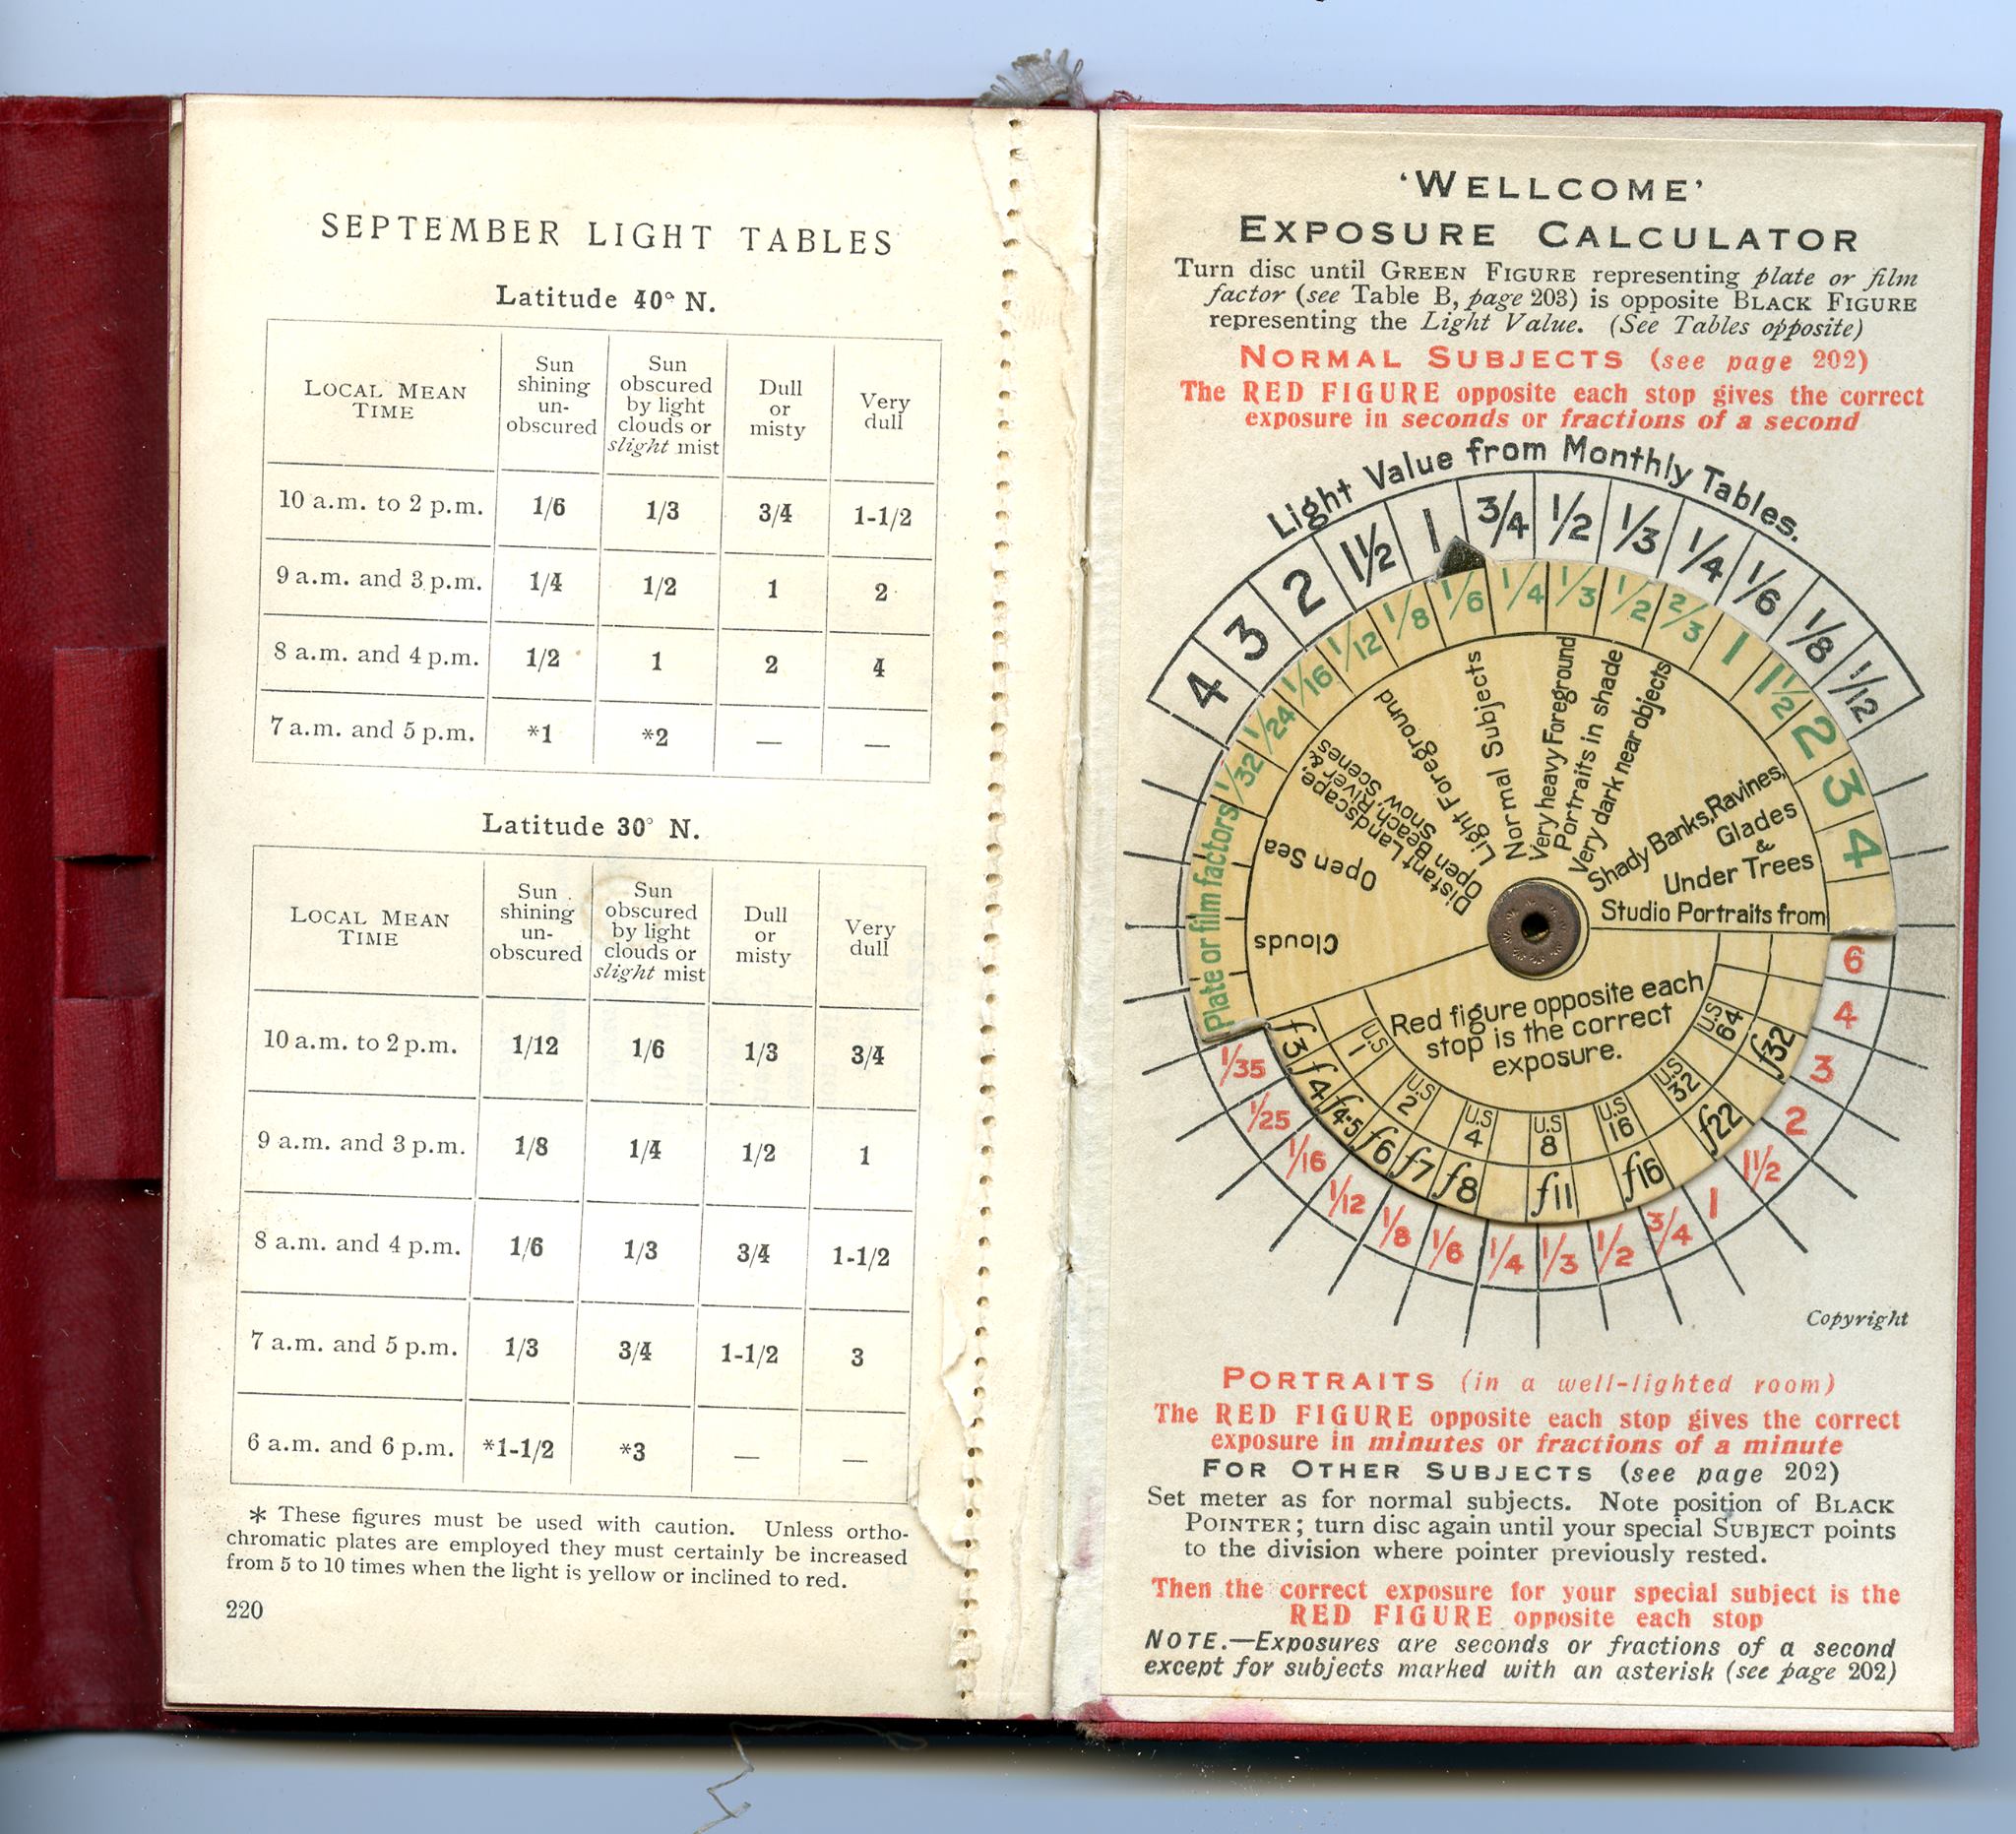 SEPTEMBER LIGHT TABLES
Latitude 40° N.
LOCAL MEAN TIME | Sun shining un-obscured | Sun obscured by light clouds or slight mist | Dull or misty | Very dull
10 a.m. to 2 p.m. | 1/6 | 1/3 | 3/4 | 1-1/2
9 a.m. and 3 p.m. | 1/4 | 1/2 | 1 | 2
8 a.m. and 4 p.m. | 1/2 | 1 | 2 | 4
7 a.m. and 5 p.m. | *1 | *2 | — | —
Latitude 30° N.
LOCAL MEAN TIME | Sun shining un-obscured | Sun obscured by light clouds or slight mist | Dull or misty | Very dull
10 a.m. to 2 p.m. | 1/12 | 1/6 | 1/3 | 3/4
9 a.m. and 3 p.m. | 1/8 | 1/4 | 1/2 | 1
8 a.m. and 4 p.m. | 1/6 | 1/3 | 3/4 | 1-1/2
7 a.m. and 5 p.m. | 1/3 | 3/4 | 1-1/2 | 3
6 a.m. and 6 p.m. | *1-1/2 | *3 | — | —
* These figures must be used with caution. Unless ortho-
chromatic plates are employed they must certainly be increased
from 5 to 10 times when the light is yellow or inclined to red.
220
'WELLCOME'
EXPOSURE CALCULATOR
Turn disc until GREEN FIGURE representing plate or film
factor (see Table B, page 203) is opposite BLACK FIGURE
representing the Light Value. (See Tables opposite)
NORMAL SUBJECTS (see page 202)
The RED FIGURE opposite each stop gives the correct
exposure in seconds or fractions of a second
Light Value from Monthly Tables.
4 3 2 1½ 1 3/4 1/2 1/3 1/4 1/6 1/8 1/12
Plate or film factors 1/32 1/24 1/16 1/12 1/8 1/6 1/4 1/3 1/2 2/3 1 1½ 2 3 4
Clouds
Open Sea
Distant Landscape,
Open Beach, River &
Snow Scenes
Light Foreground
Normal Subjects
Very heavy Foreground
Portraits in shade
Very dark near objects
Shady Banks, Ravines,
Glades
&
Under Trees
Studio Portraits from
Red figure opposite each
stop is the correct
exposure.
U.S 1 U.S 2 U.S 4 U.S 8 U.S 16 U.S 32 U.S 64
f3 f4 f4·5 f6 f7 f8 f11 f16 f22 f32
1/35 1/25 1/16 1/12 1/8 1/6 1/4 1/3 1/2 3/4 1 1½ 2 3 4 6
Copyright
PORTRAITS (in a well-lighted room)
The RED FIGURE opposite each stop gives the correct
exposure in minutes or fractions of a minute
FOR OTHER SUBJECTS (see page 202)
Set meter as for normal subjects. Note position of BLACK
POINTER; turn disc again until your special SUBJECT points
to the division where pointer previously rested.
Then the correct exposure for your special subject is the
RED FIGURE opposite each stop
NOTE.—Exposures are seconds or fractions of a second
except for subjects marked with an asterisk (see page 202)